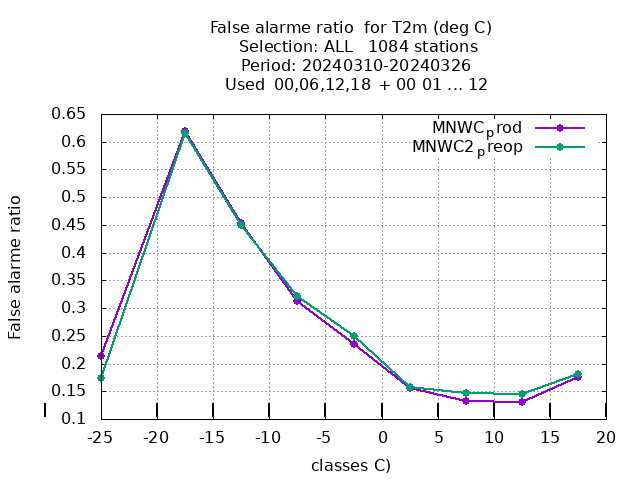 False alarme ratio  for T2m (deg C)
Selection: ALL   1084 stations
Period: 20240310-20240326
Used  00,06,12,18 + 00 01 ... 12
MNWCprod
MNWC2preop
False alarme ratio
0.65
0.6
0.55
0.5
0.45
0.4
0.35
0.3
0.25
0.2
0.15
0.1
-25 -20 -15 -10 -5 0 5 10 15 20
classes C)